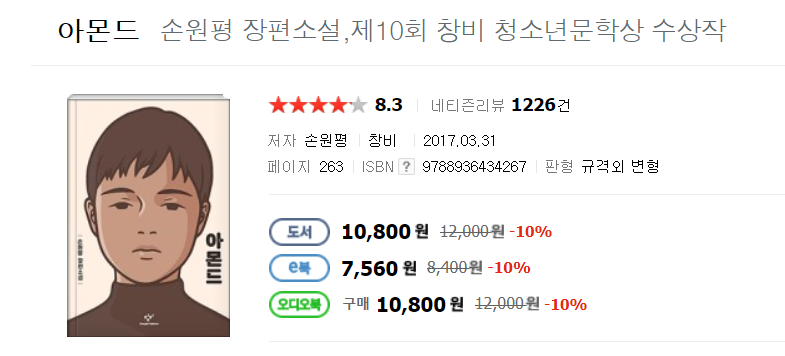 아몬드 손원평 장편소설,제10회 창비 청소년문학상 수상작
8.3 네티즌리뷰 1226건
저자 손원평 창비 2017.03.31
페이지 263 ISBN ? 9788936434267 판형 규격외 변형
아몬드
손원평 장편소설
도서 10,800원 12,000원 -10%
e북 7,560원 8,400원 -10%
오디오북 구매 10,800원 12,000원 -10%